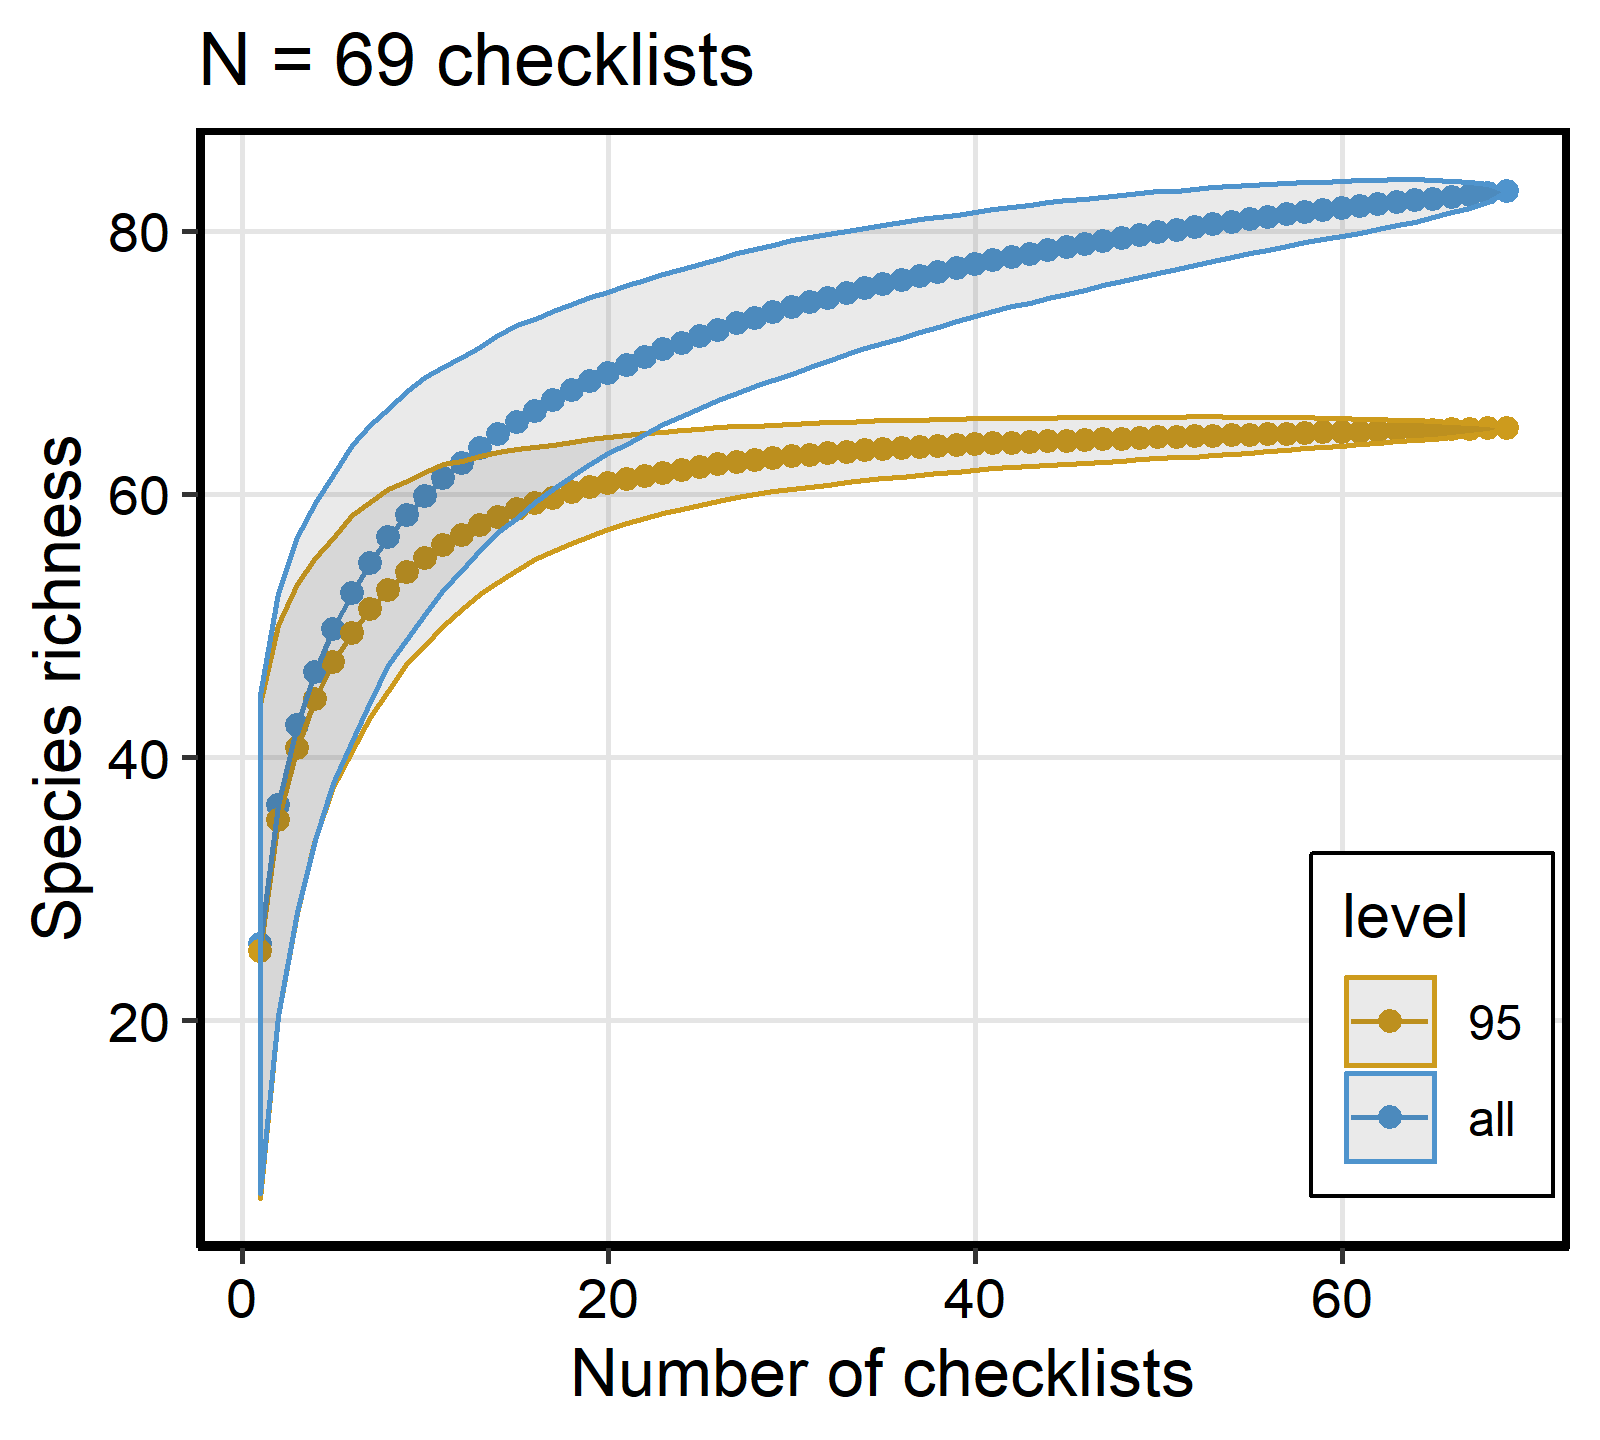 N = 69 checklists
Species richness
80
60
40
20
0 20 40 60
Number of checklists
level
95
all